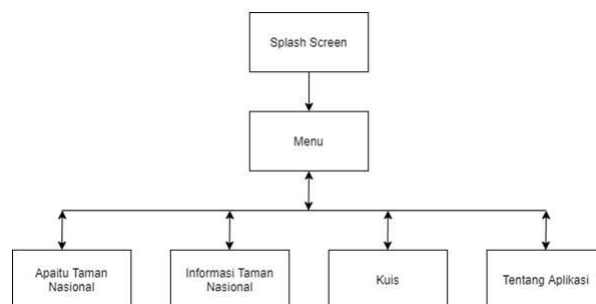 Splash Screen
Menu
Apaitu Taman
Nasional
Informasi Taman
Nasional
Kuis
Tentang Aplikasi